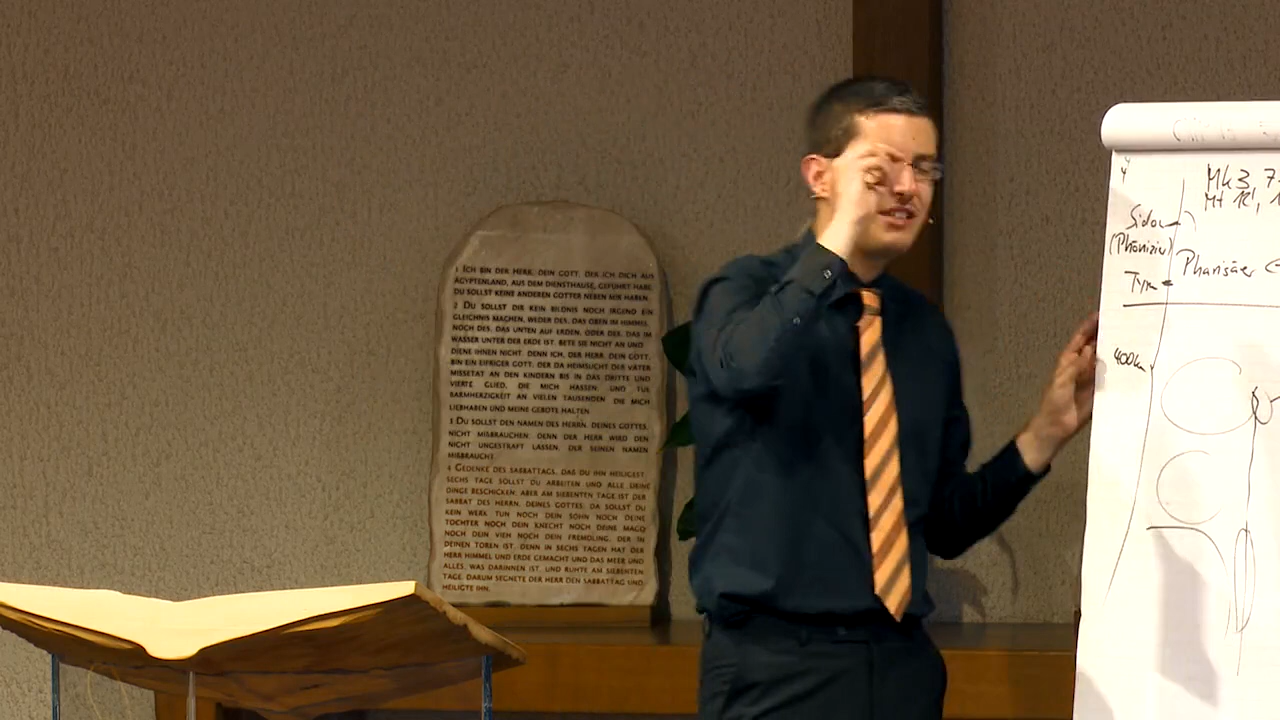 1 ICH BIN DER HERR, DEIN GOTT, DER ICH DICH AUS
ÄGYPTENLAND, AUS DEM DIENSTHAUSE, GEFÜHRT HABE.
DU SOLLST KEINE ANDEREN GÖTTER NEBEN MIR HABEN.
2 DU SOLLST DIR KEIN BILDNIS NOCH IRGEND EIN
GLEICHNIS MACHEN, WEDER DES, DAS OBEN IM HIMMEL,
NOCH DES, DAS UNTEN AUF ERDEN, ODER DES, DAS IM
WASSER UNTER DER ERDE IST. BETE SIE NICHT AN UND
DIENE IHNEN NICHT. DENN ICH, DER HERR, DEIN GOTT,
BIN EIN EIFRIGER GOTT, DER DA HEIMSUCHT DER VÄTER
MISSETAT AN DEN KINDERN BIS IN DAS DRITTE UND
VIERTE GLIED, DIE MICH HASSEN; UND TUE
BARMHERZIGKEIT AN VIELEN TAUSENDEN, DIE MICH
LIEBHABEN UND MEINE GEBOTE HALTEN.
3 DU SOLLST DEN NAMEN DES HERRN, DEINES GOTTES,
NICHT MIßBRAUCHEN; DENN DER HERR WIRD DEN
NICHT UNGESTRAFT LASSEN, DER SEINEN NAMEN
MIßBRAUCHT.
4 GEDENKE DES SABBATTAGS, DAS DU IHN HEILIGEST.
SECHS TAGE SOLLST DU ARBEITEN UND ALLE DEINE
DINGE BESCHICKEN; ABER AM SIEBENTEN TAGE IST DER
SABBAT DES HERRN, DEINES GOTTES; DA SOLLST DU
KEIN WERK TUN NOCH DEIN SOHN NOCH DEINE
TOCHTER NOCH DEIN KNECHT NOCH DEINE MAGD
NOCH DEIN VIEH NOCH DEIN FREMDLING, DER IN
DEINEN TOREN IST. DENN IN SECHS TAGEN HAT DER
HERR HIMMEL UND ERDE GEMACHT UND DAS MEER UND
ALLES, WAS DARINNEN IST, UND RUHTE AM SIEBENTEN
TAGE. DARUM SEGNETE DER HERR DEN SABBATTAG UND
HEILIGTE IHN.
Mk 3, 7
Mt 12, 1
Sidon
(Phönizien)
Pharisäer
Tyrus